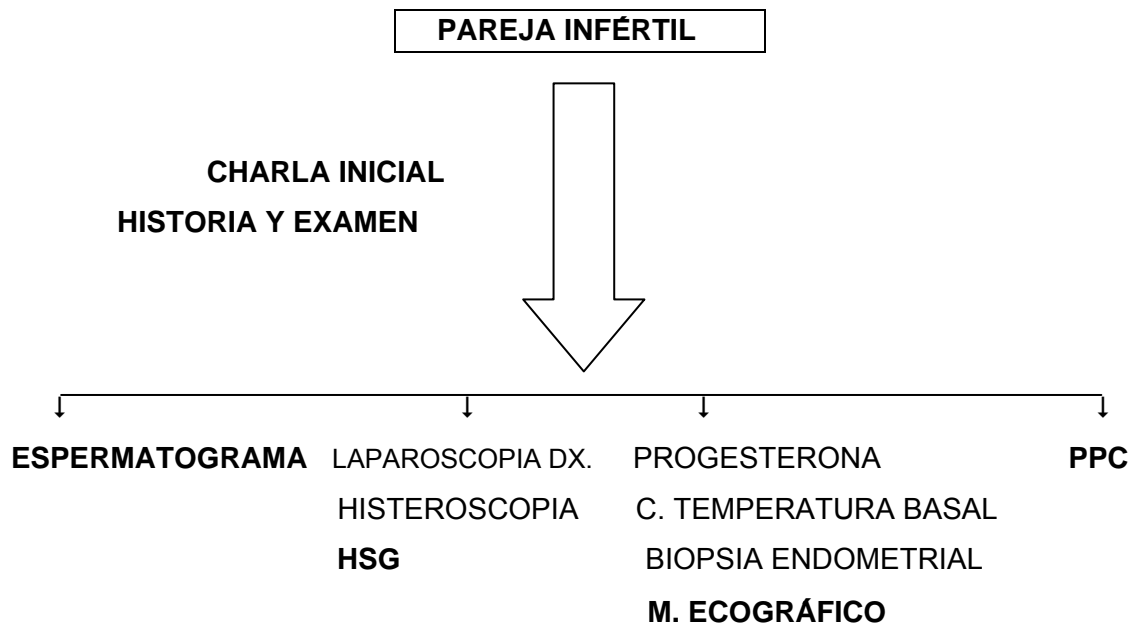 PAREJA INFÉRTIL
CHARLA INICIAL
HISTORIA Y EXAMEN
ESPERMATOGRAMA LAPAROSCOPIA DX. PROGESTERONA PPC
HISTEROSCOPIA C. TEMPERATURA BASAL
HSG BIOPSIA ENDOMETRIAL
M. ECOGRÁFICO